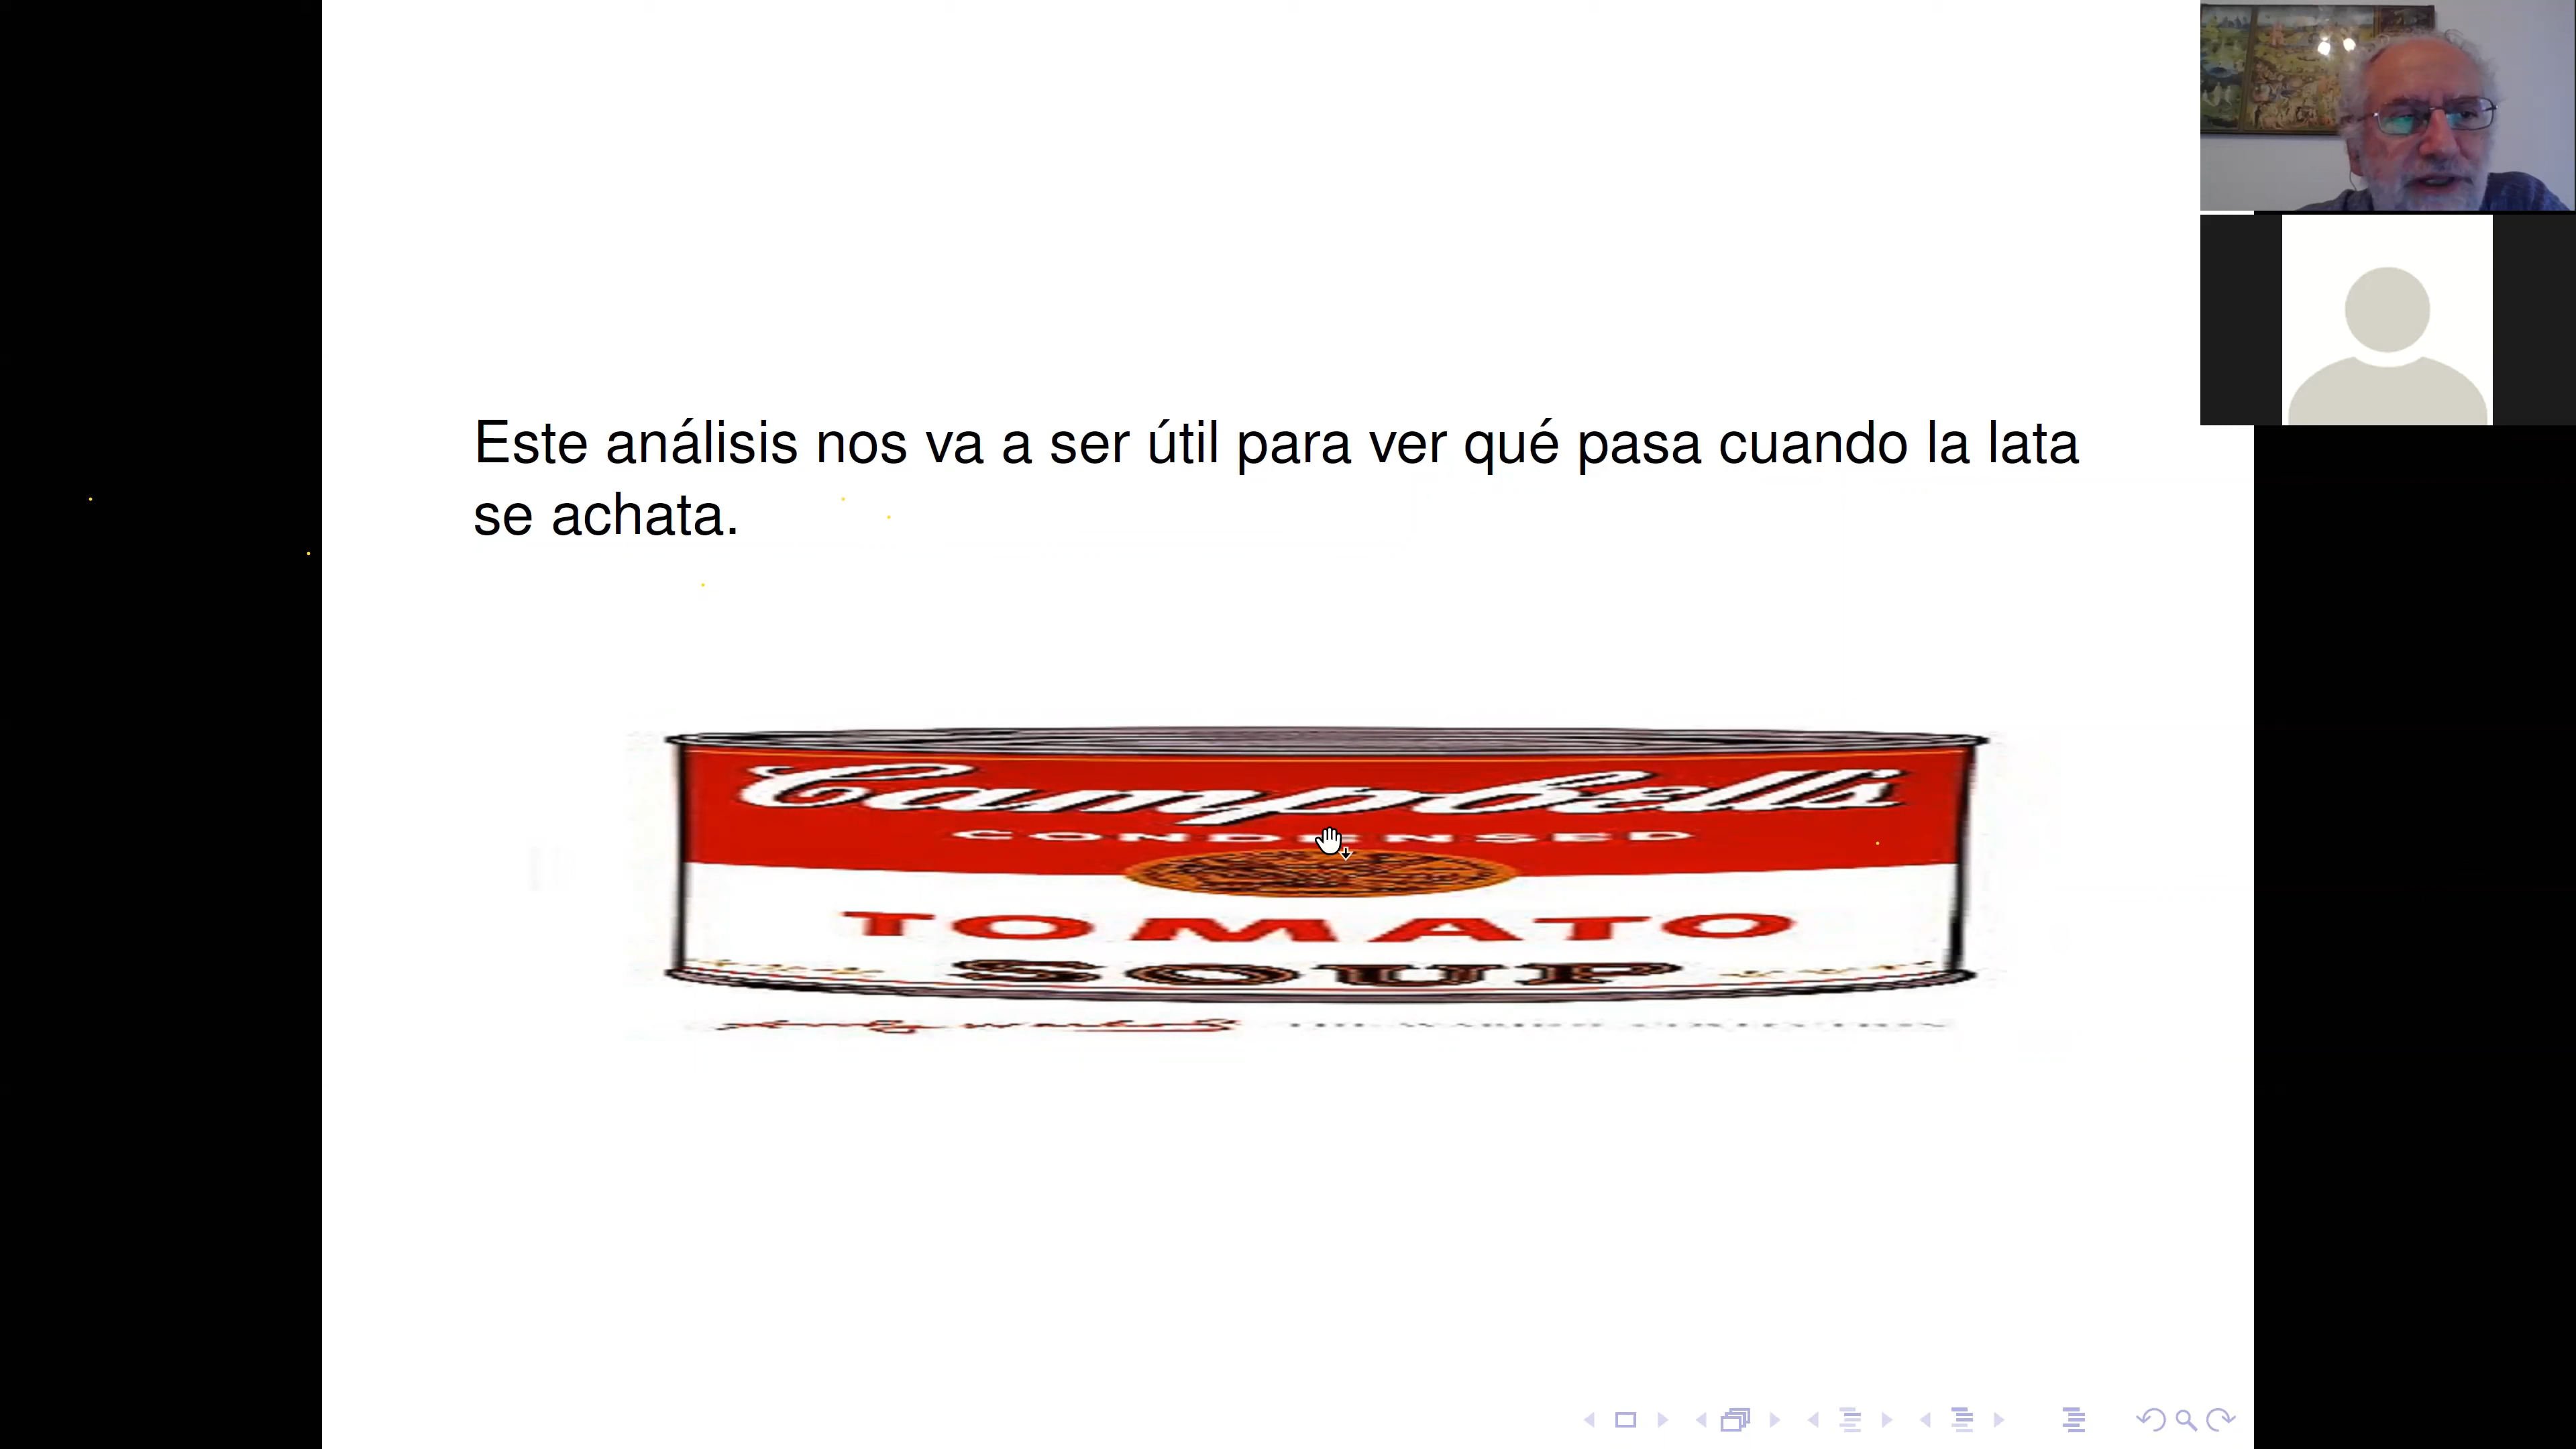 Este análisis nos va a ser útil para ver qué pasa cuando la lata
se achata.
Campbell's
CONDENSED
TOMATO
SOUP